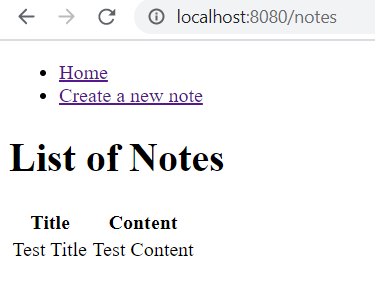 localhost:8080/notes
Home
Create a new note
List of Notes
Title Content
Test Title Test Content